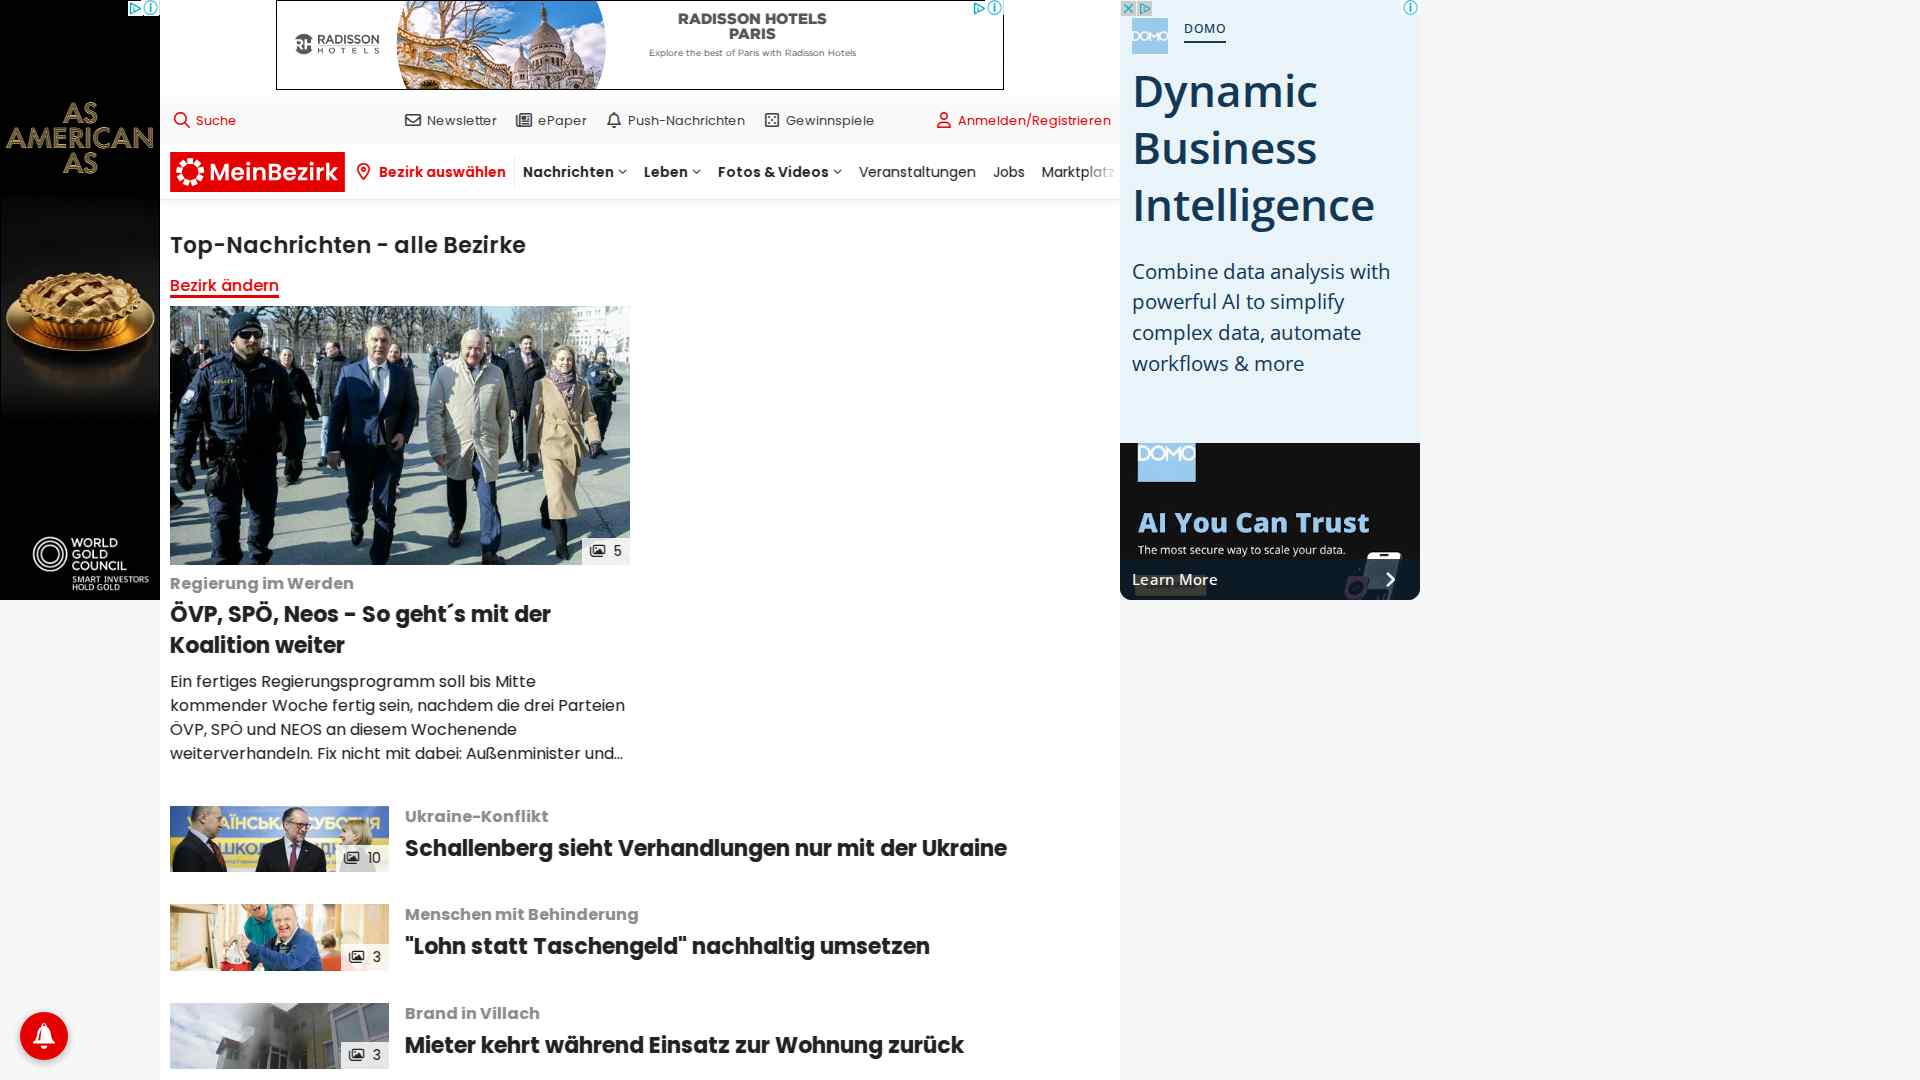 AS
AMERICAN
AS
WORLD
GOLD
COUNCIL
SMART INVESTORS
HOLD GOLD
RADISSON
HOTELS
RADISSON HOTELS
PARIS
Explore the best of Paris with Radisson Hotels
Suche
Newsletter
ePaper
Push-Nachrichten
Gewinnspiele
Anmelden/Registrieren
MeinBezirk
Bezirk auswählen
Nachrichten
Leben
Fotos & Videos
Veranstaltungen
Jobs
Marktplatz
Top-Nachrichten - alle Bezirke
Bezirk ändern
5
Regierung im Werden
ÖVP, SPÖ, Neos - So geht´s mit der
Koalition weiter
Ein fertiges Regierungsprogramm soll bis Mitte
kommender Woche fertig sein, nachdem die drei Parteien
ÖVP, SPÖ und NEOS an diesem Wochenende
weiterverhandeln. Fix nicht mit dabei: Außenminister und...
10
Ukraine-Konflikt
Schallenberg sieht Verhandlungen nur mit der Ukraine
3
Menschen mit Behinderung
"Lohn statt Taschengeld" nachhaltig umsetzen
3
Brand in Villach
Mieter kehrt während Einsatz zur Wohnung zurück
DOMO
DOMO
Dynamic
Business
Intelligence
Combine data analysis with
powerful AI to simplify
complex data, automate
workflows & more
DOMO
AI You Can Trust
The most secure way to scale your data.
Learn More